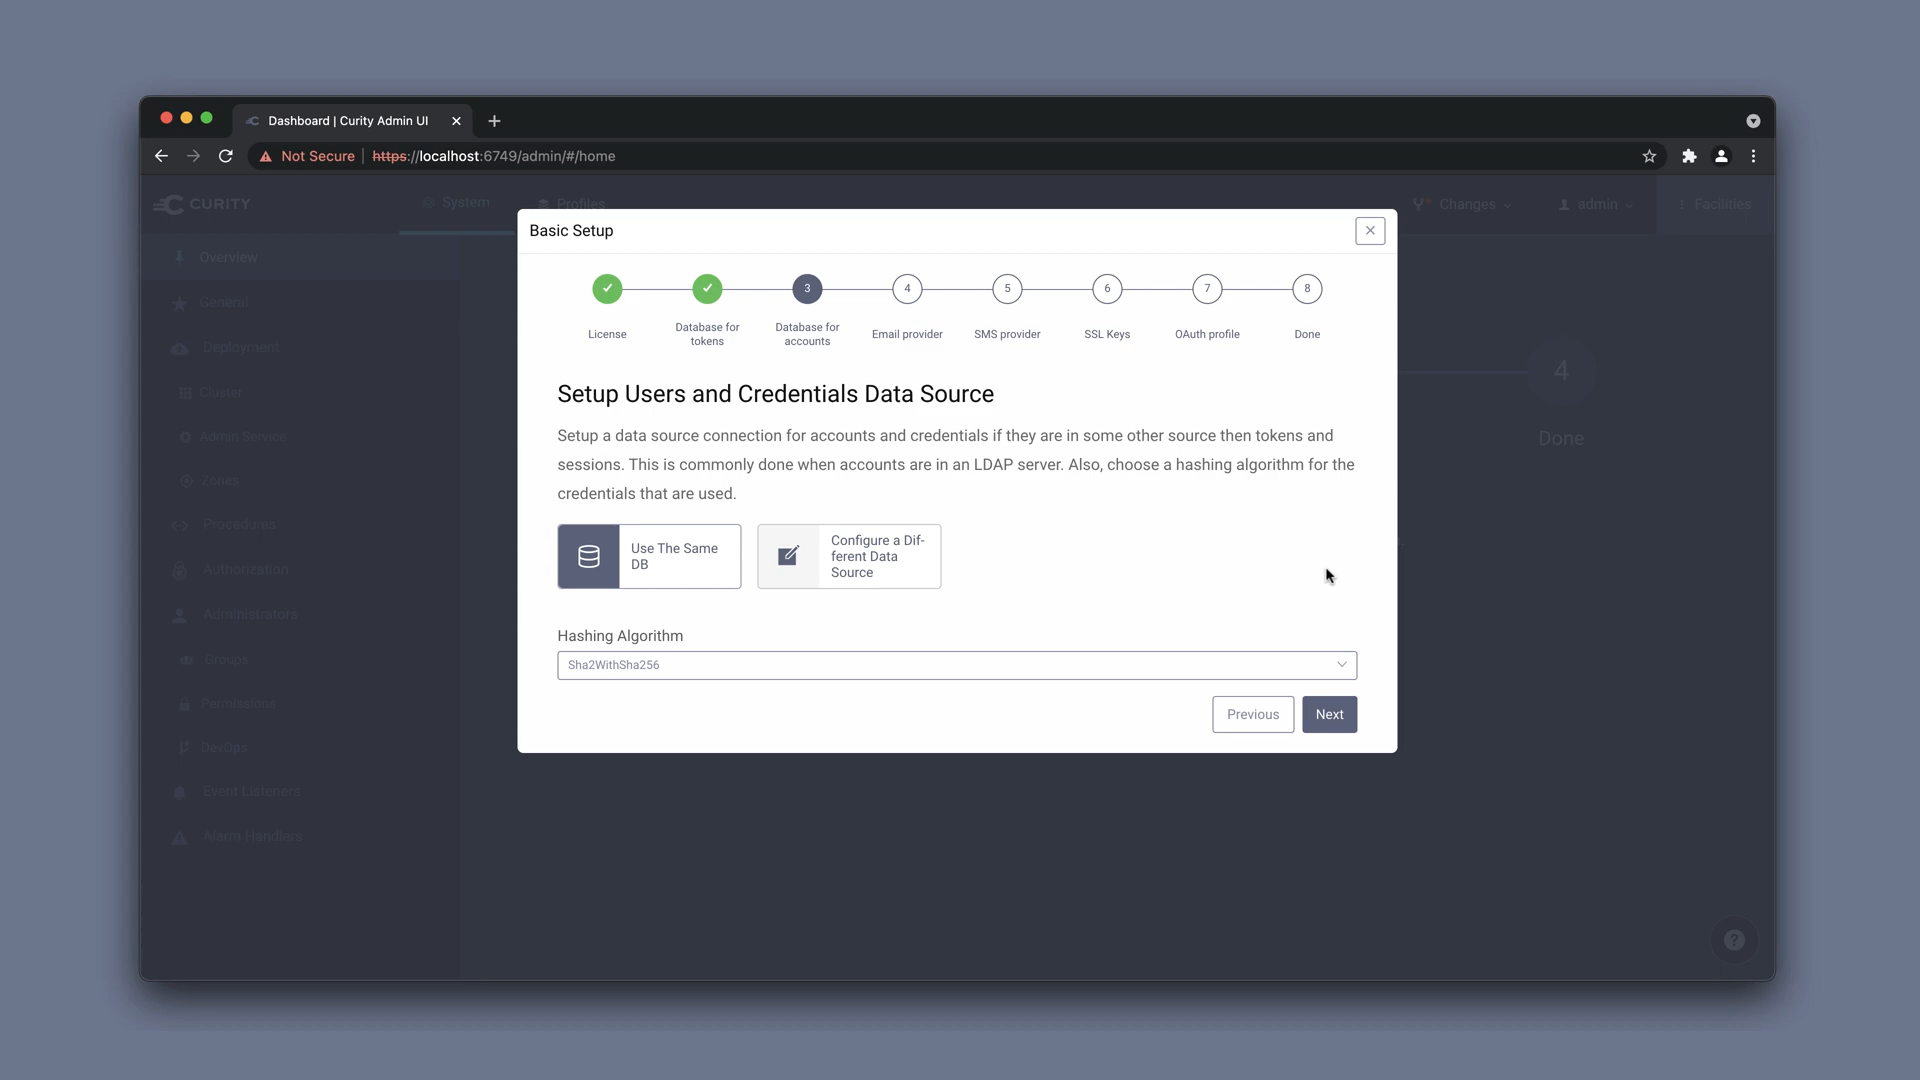 Dashboard | Curity Admin UI
Not Secure | https://localhost:6749/admin/#/home
CURITY
System
Profiles
Changes
admin
Facilities
Overview
General
Deployment
Cluster
Admin Service
Zones
Procedures
Authorization
Administrators
Groups
Permissions
DevOps
Event Listeners
Alarm Handlers
4
Done
Basic Setup
3
4
5
6
7
8
License
Database for
tokens
Database for
accounts
Email provider
SMS provider
SSL Keys
OAuth profile
Done
Setup Users and Credentials Data Source
Setup a data source connection for accounts and credentials if they are in some other source then tokens and
sessions. This is commonly done when accounts are in an LDAP server. Also, choose a hashing algorithm for the
credentials that are used.
Use The Same
DB
Configure a Dif-
ferent Data
Source
Hashing Algorithm
Sha2WithSha256
Previous
Next
?